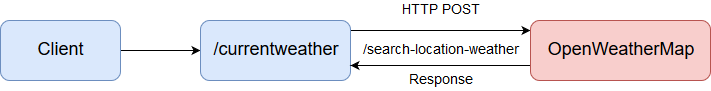 Client
/currentweather
HTTP POST
/search-location-weather
Response
OpenWeatherMap